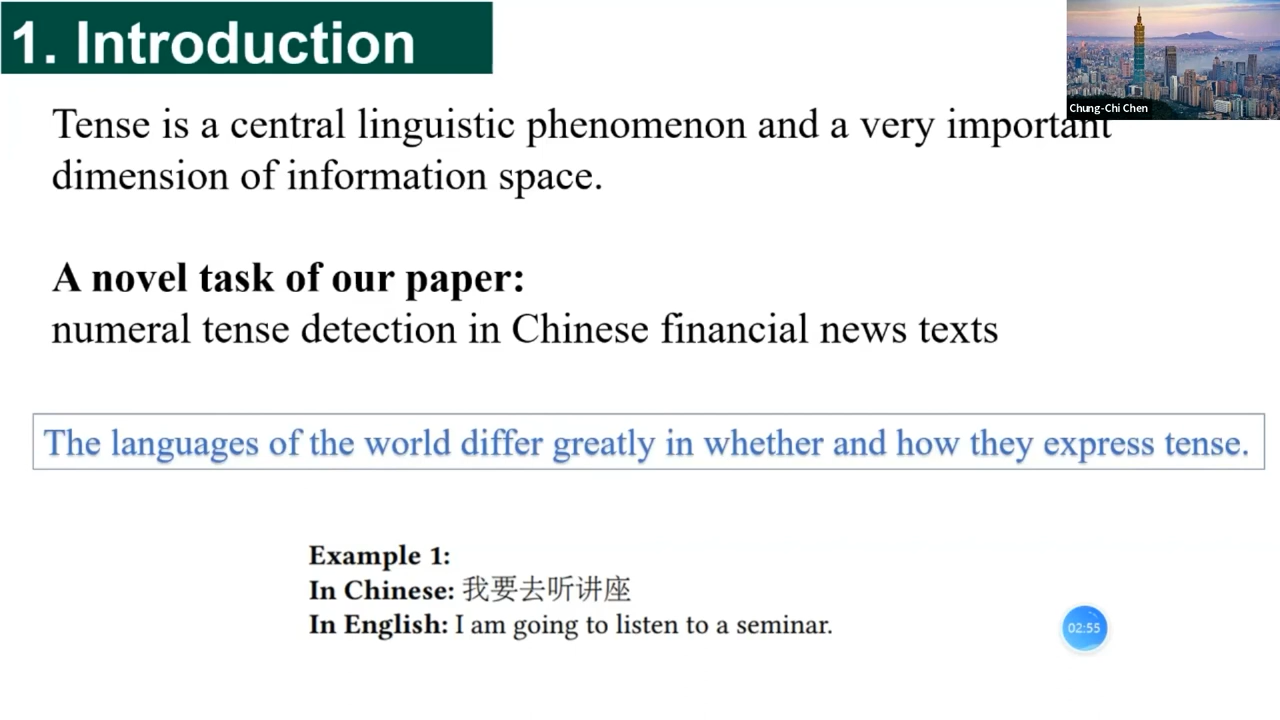 1. Introduction
Chung-Chi Chen
Tense is a central linguistic phenomenon and a very important
dimension of information space.
A novel task of our paper:
numeral tense detection in Chinese financial news texts
The languages of the world differ greatly in whether and how they express tense.
Example 1:
In Chinese: 我要去听讲座
In English: I am going to listen to a seminar.
02:55